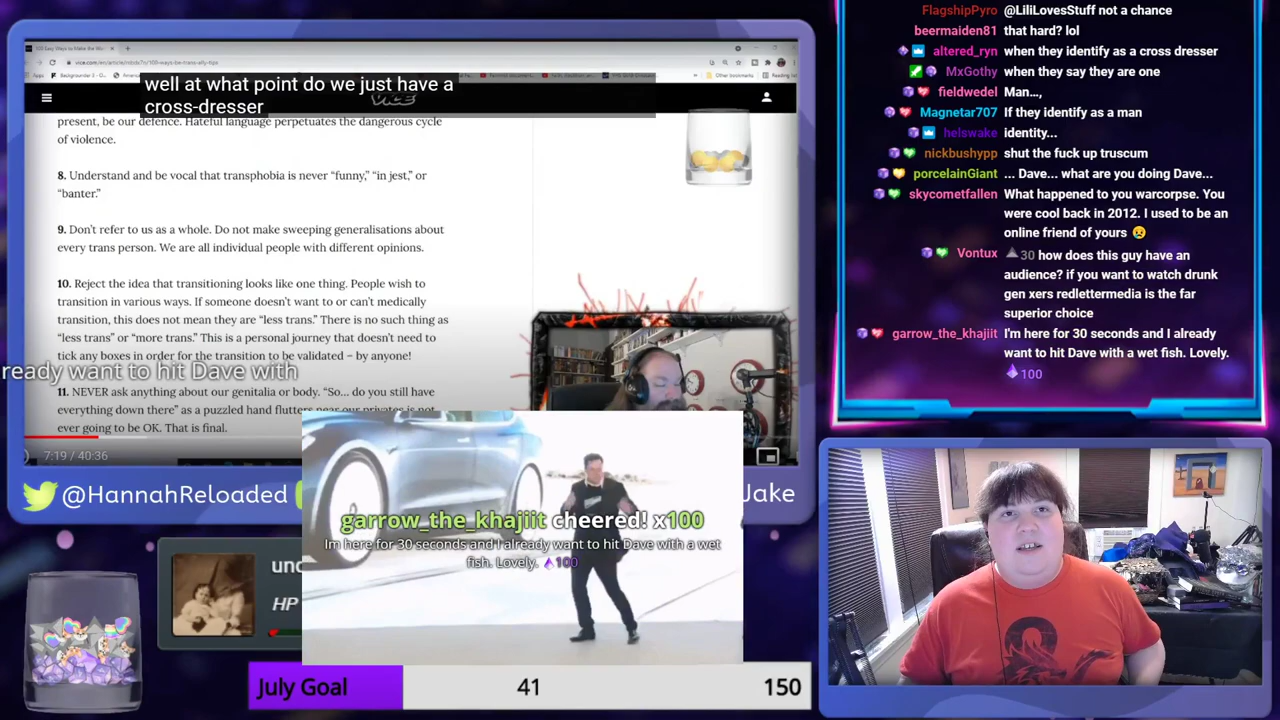 well at what point do we just have a
cross-dresser
VICE
present, be our defence. Hateful language perpetuates the dangerous cycle
of violence.
8. Understand and be vocal that transphobia is never “funny,” “in jest,” or
“banter.”
9. Don’t refer to us as a whole. Do not make sweeping generalisations about
every trans person. We are all individual people with different opinions.
10. Reject the idea that transitioning looks like one thing. People wish to
transition in various ways. If someone doesn’t want to or can’t medically
transition, this does not mean they are “less trans.” There is no such thing as
“less trans” or “more trans.” This is a personal journey that doesn’t need to
tick any boxes in order for the transition to be validated – by anyone!
ready want to hit Dave with
11. NEVER ask anything about our genitalia or body. “So… do you still have
everything down there” as a puzzled hand flutters near our privates is not
ever going to be OK. That is final.
7:19 / 40:36
@HannahReloaded
Jake
garrow_the_khajiit cheered! x100
Im here for 30 seconds and I already want to hit Dave with a wet
fish. Lovely. 100
unc
HP
July Goal
41
150
FlagshipPyro @LiliLovesStuff not a chance
beermaiden81 that hard? lol
altered_ryn when they identify as a cross dresser
MxGothy when they say they are one
fieldwedel Man...,
Magnetar707 If they identify as a man
helswake identity...
nickbushypp shut the fuck up truscum
porcelainGiant ... Dave... what are you doing Dave...
skycometfallen What happened to you warcorpse. You
were cool back in 2012. I used to be an
online friend of yours 😢
Vontux 30 how does this guy have an
audience? if you want to watch drunk
gen xers redlettermedia is the far
superior choice
garrow_the_khajiit I'm here for 30 seconds and I already
want to hit Dave with a wet fish. Lovely.
100